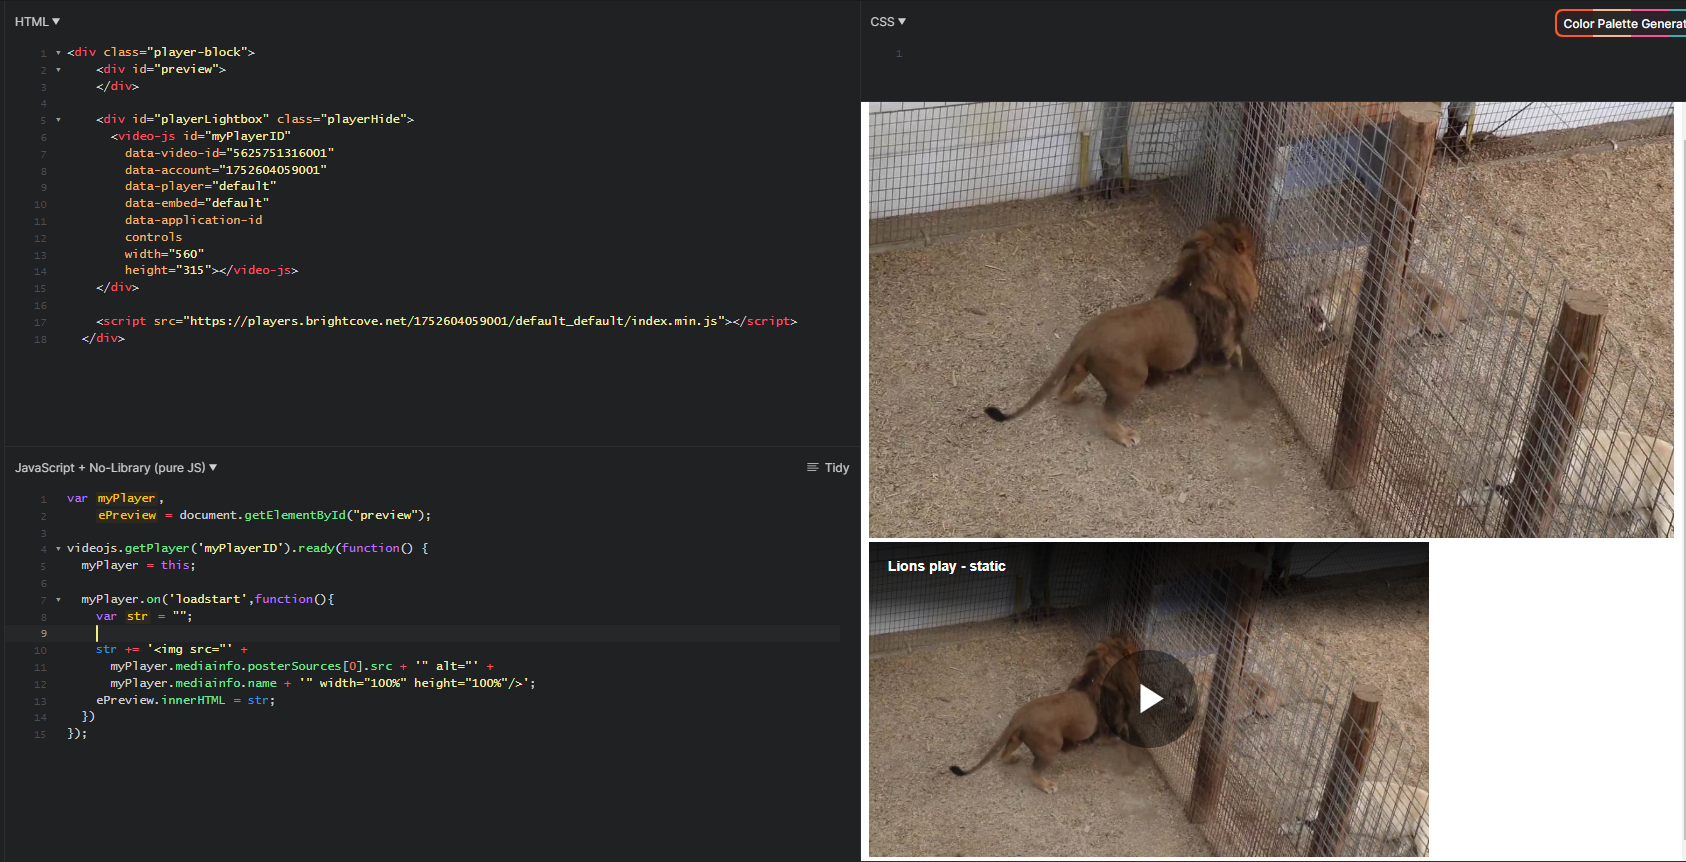 HTML ▼
1 ▾ <div class="player-block">
2 ▾     <div id="preview">
3     </div>
4
5 ▾     <div id="playerLightbox" class="playerHide">
6       <video-js id="myPlayerID"
7         data-video-id="5625751316001"
8         data-account="1752604059001"
9         data-player="default"
10         data-embed="default"
11         data-application-id
12         controls
13         width="560"
14         height="315"></video-js>
15     </div>
16
17     <script src="https://players.brightcove.net/1752604059001/default_default/index.min.js"></script>
18   </div>
JavaScript + No-Library (pure JS) ▼
Tidy
1 var myPlayer,
2     ePreview = document.getElementById("preview");
3
4 ▾ videojs.getPlayer('myPlayerID').ready(function() {
5   myPlayer = this;
6
7 ▾   myPlayer.on('loadstart',function(){
8     var str = "";
9
10     str += '<img src="' +
11       myPlayer.mediainfo.posterSources[0].src + '" alt="' +
12       myPlayer.mediainfo.name + '" width="100%" height="100%"/>';
13     ePreview.innerHTML = str;
14   })
15 });
CSS ▼
Color Palette Generat
1
Lions play - static